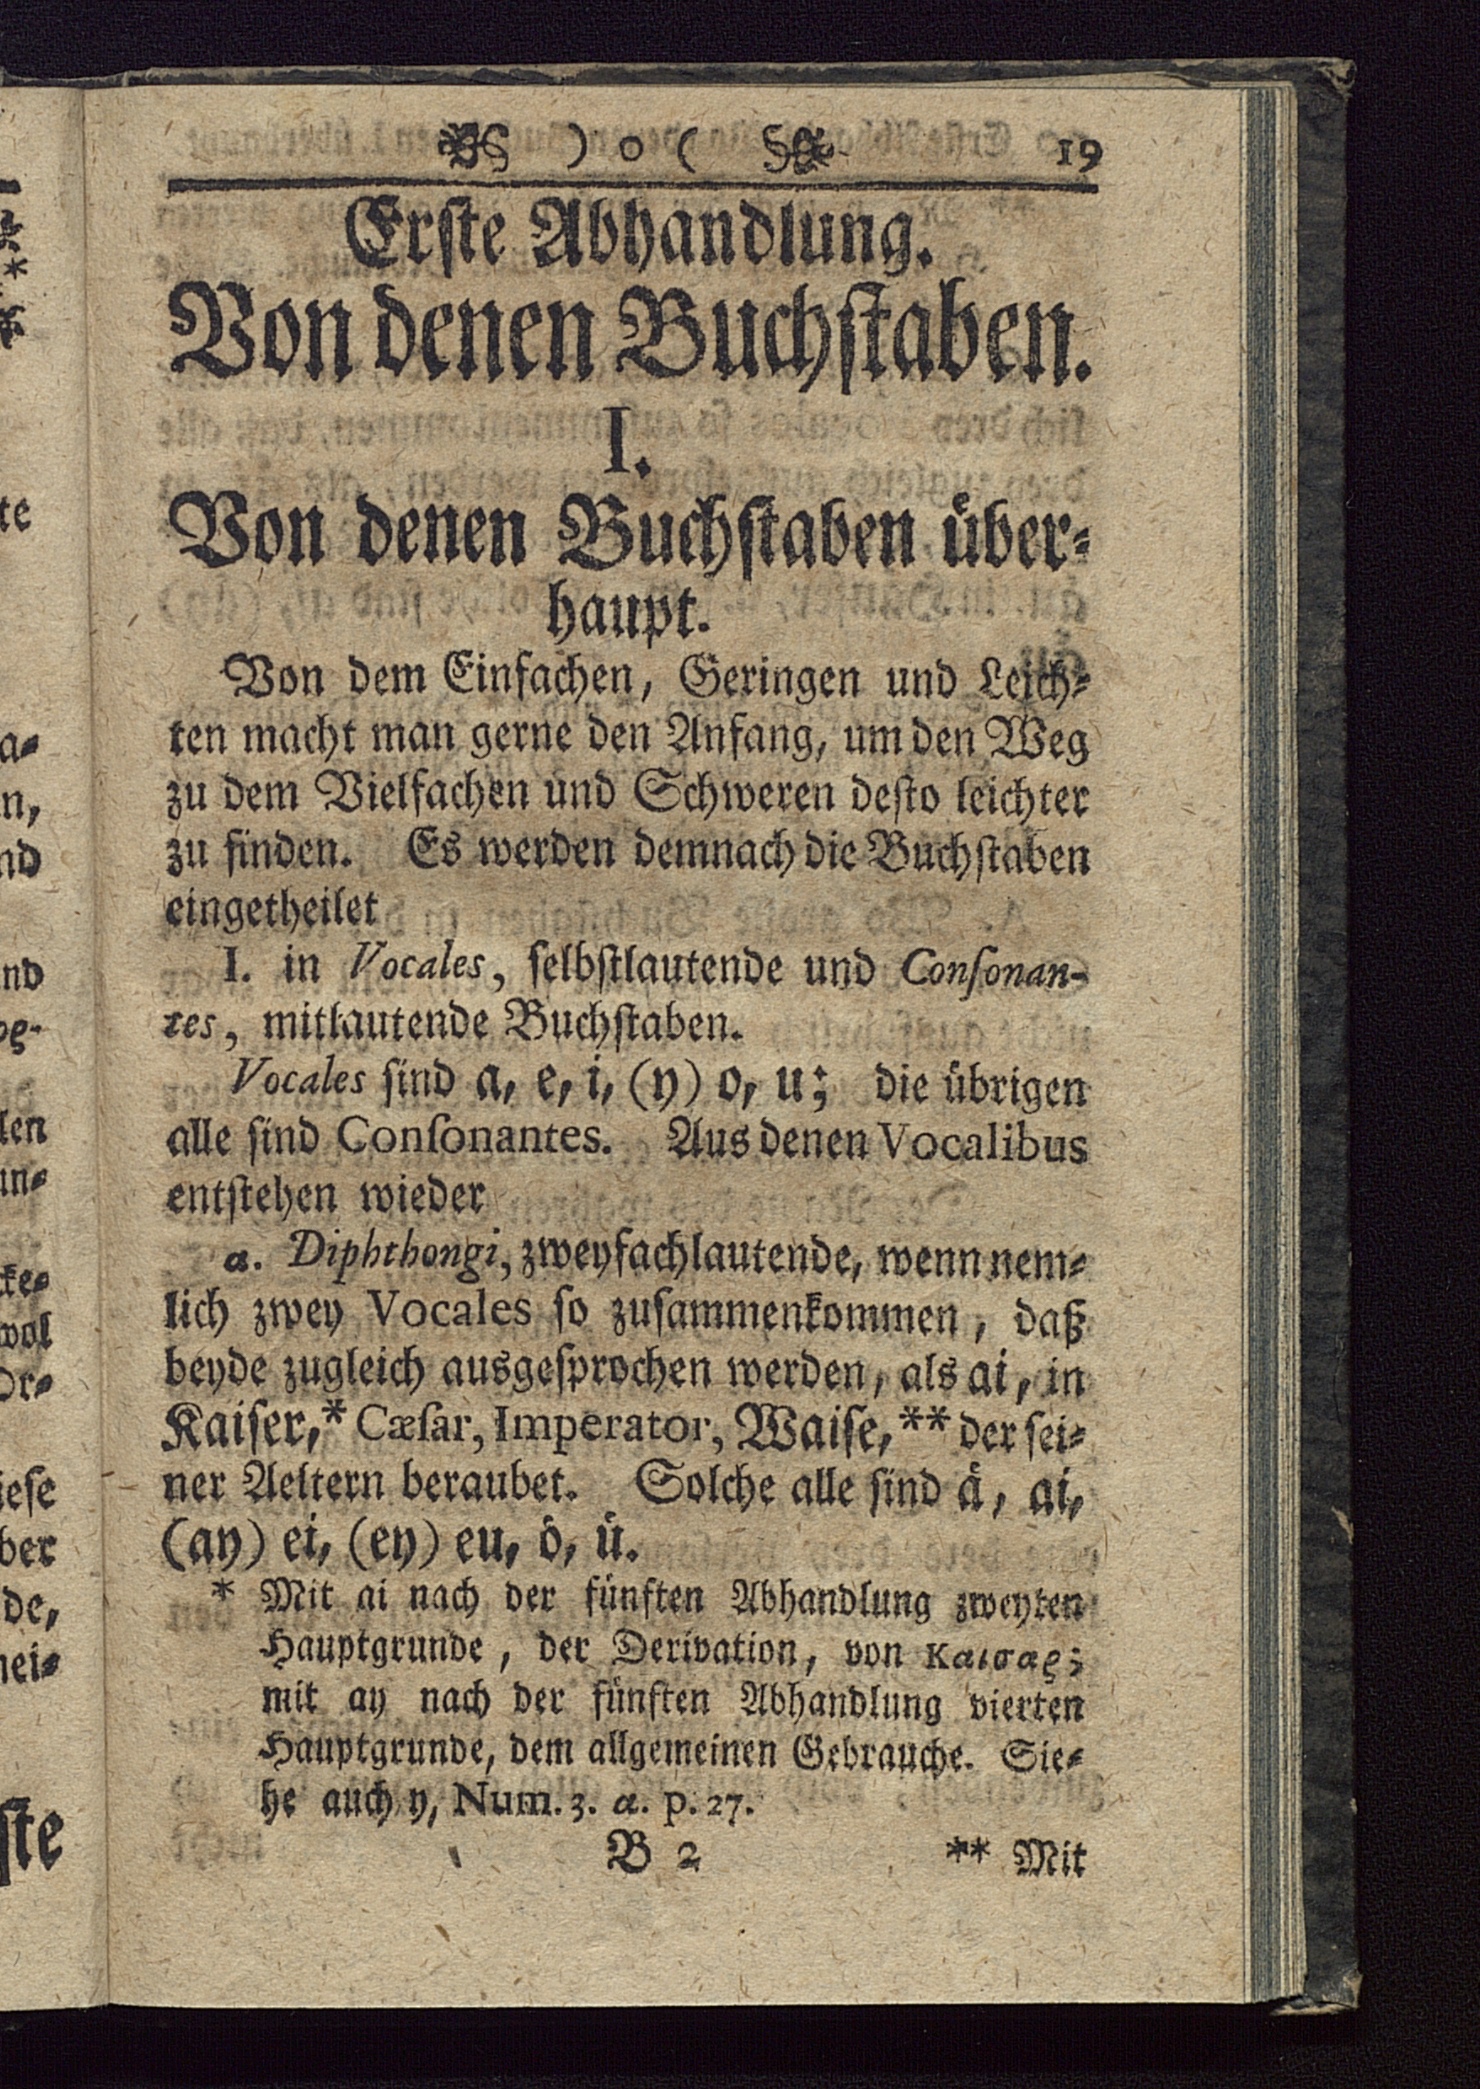 ) o ( 19
Erſte Abhandlung.
Von denen Buchſtaben.
I.
Von denen Buchſtaben über⸗
haupt.
Von dem Einfachen, Geringen und Leich⸗
ten macht man gerne den Anfang, um den Weg
zu dem Vielfachen und Schweren deſto leichter
zu finden. Es werden demnach die Buchſtaben
eingetheilet
I. in Vocales, ſelbſtlautende und Conſonan-
tes, mitlautende Buchſtaben.
Vocales ſind a, e, i, (y) o, u; die übrigen
alle ſind Conſonantes. Aus denen Vocalibus
entſtehen wieder
a. Diphthongi, zweyfachlautende, wenn nem⸗
lich zwey Vocales ſo zuſammenkommen, daß
beyde zugleich ausgeſprochen werden, als ai, in
Kaiſer,* Cæſar, Imperator, Waiſe,** der ſei⸗
ner Aeltern beraubet. Solche alle ſind ä, ai,
(ay) ei, (ey) eu, ö, ü.
* Mit ai nach der fünften Abhandlung zweyten
Hauptgrunde, der Derivation, von Καισαρ;
mit ay nach der fünften Abhandlung vierten
Hauptgrunde, dem allgemeinen Gebrauche. Sie⸗
he auch y, Num. 3. a. p. 27.
B 2 ** Mit